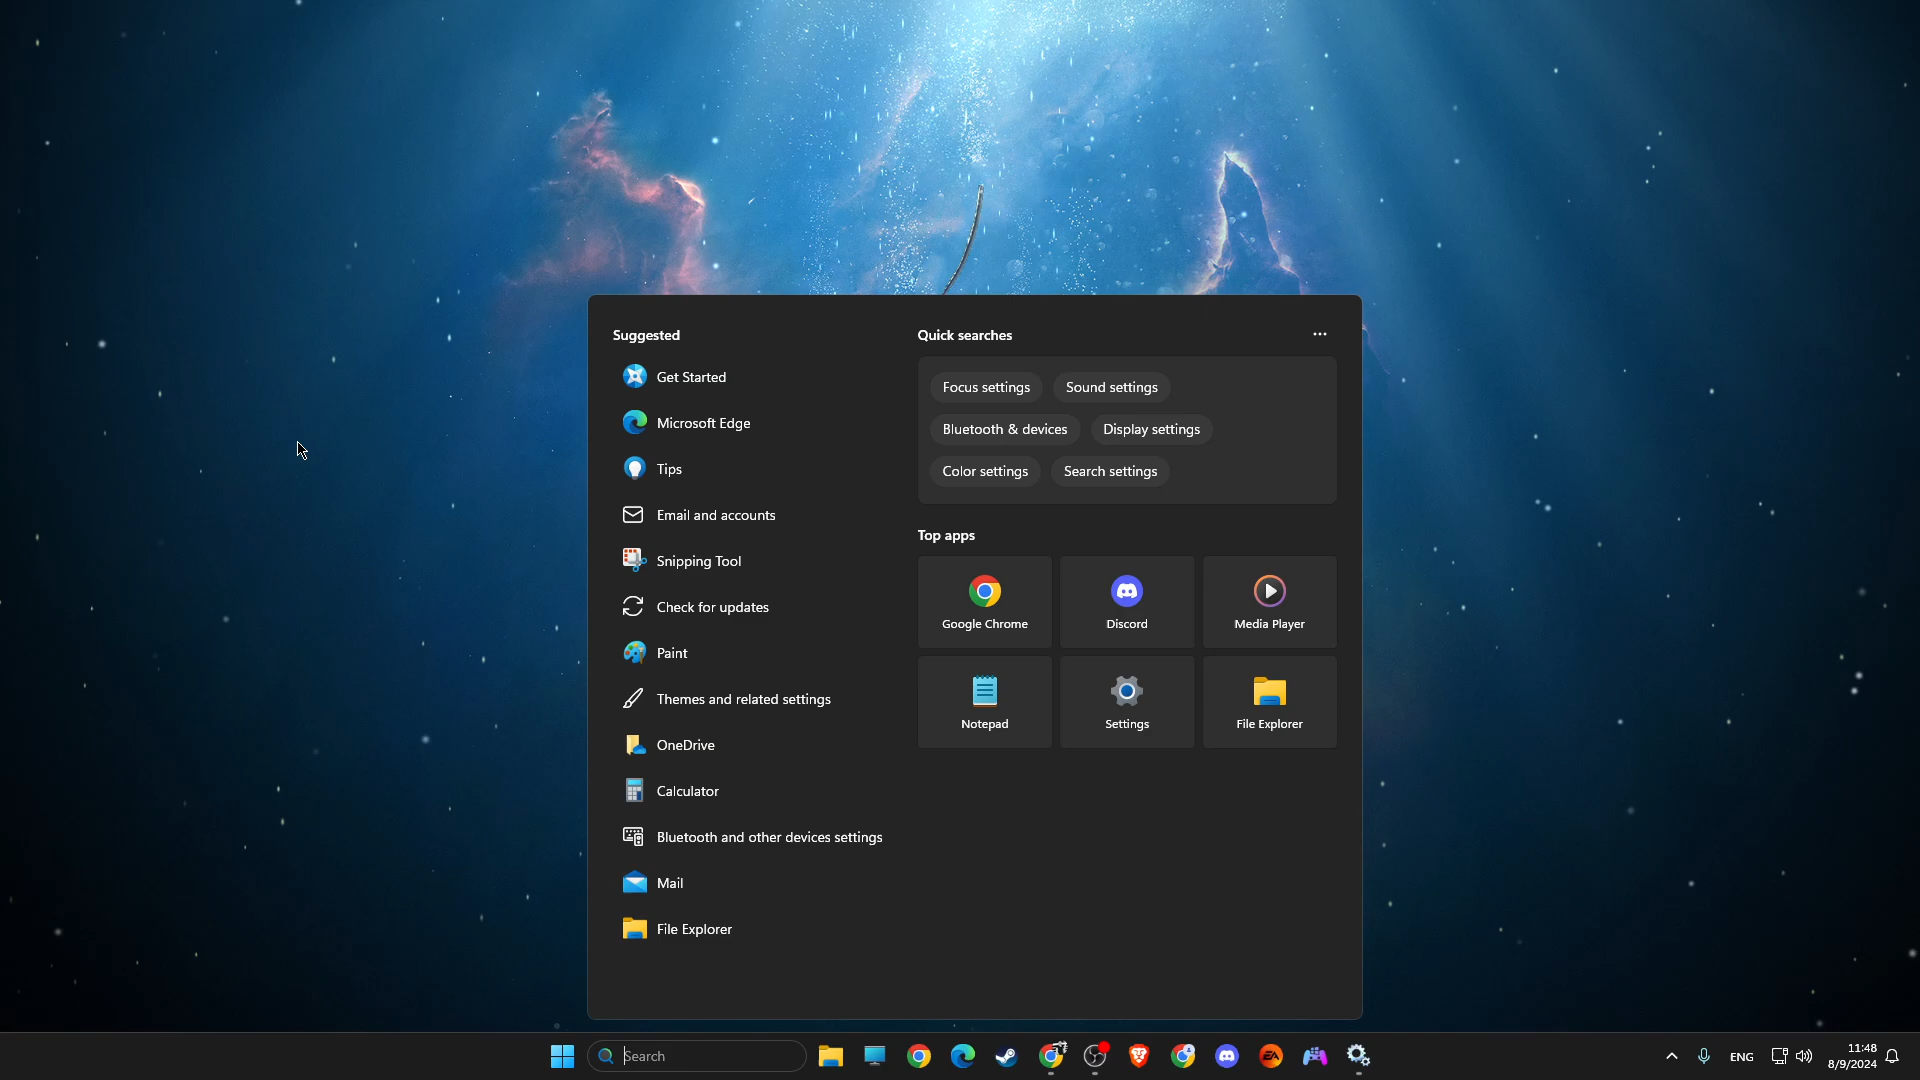 Suggested
Get Started
Microsoft Edge
Tips
Email and accounts
Snipping Tool
Check for updates
Paint
Themes and related settings
OneDrive
Calculator
Bluetooth and other devices settings
Mail
File Explorer
Quick searches
Focus settings
Sound settings
Bluetooth & devices
Display settings
Color settings
Search settings
Top apps
Google Chrome
Discord
Media Player
Notepad
Settings
File Explorer
Search
EA
ENG
11:48
8/9/2024